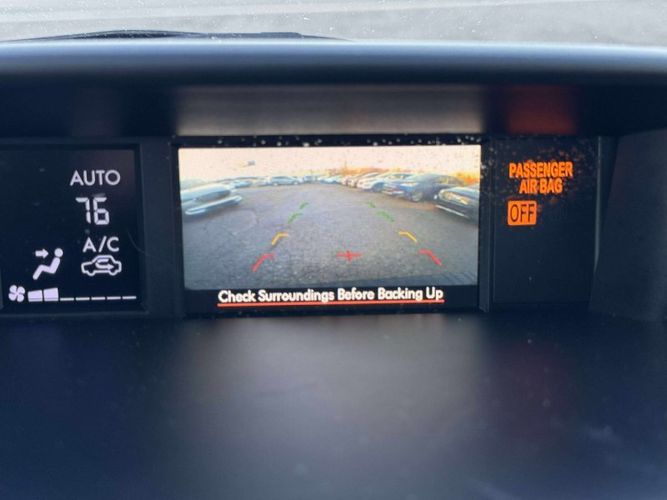 AUTO
76
A/C
Check Surroundings Before Backing Up
PASSENGER
AIR BAG
OFF